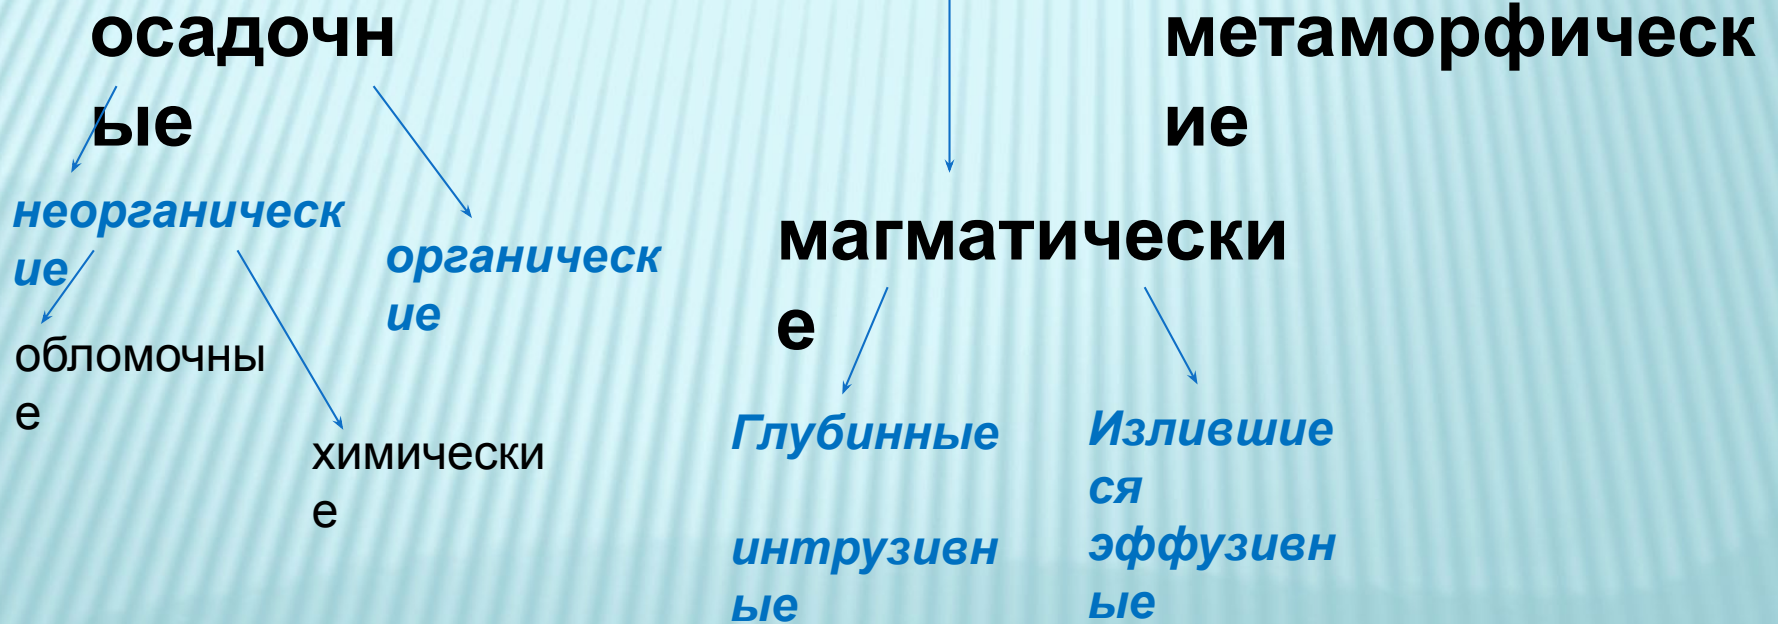 осадочн
ые
метаморфическ
ие
неорганическ
ие
органическ
ие
магматически
е
обломочны
е
химически
е
Глубинные
интрузивн
ые
Излившие
ся
эффузивн
ые